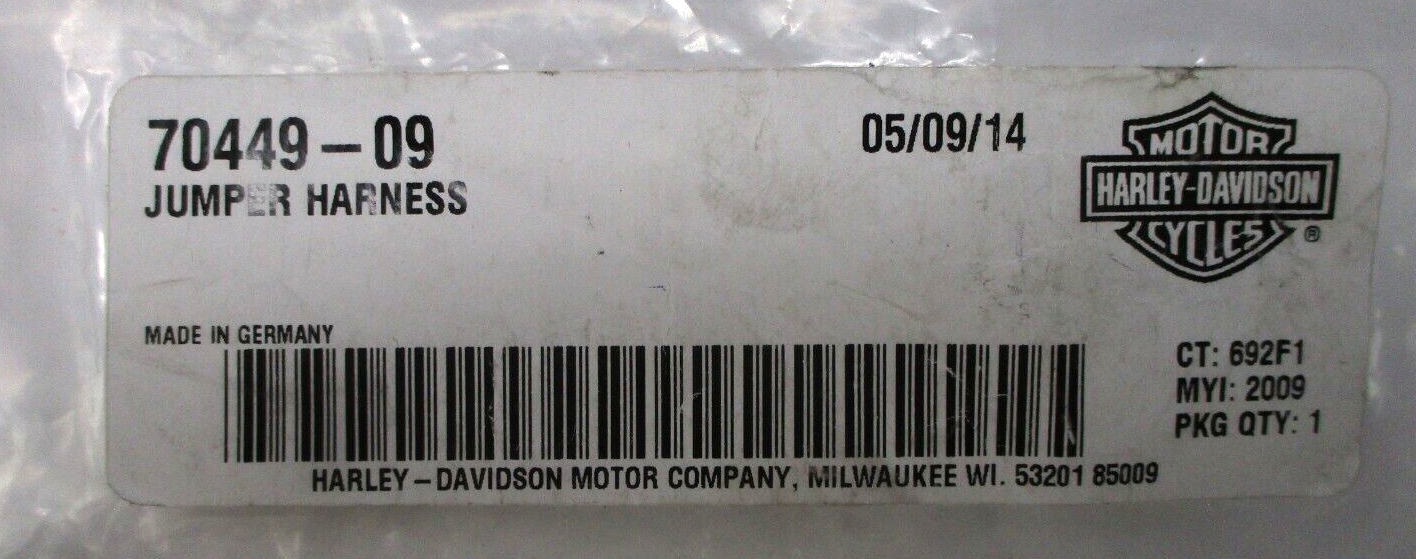 70449-09
JUMPER HARNESS
05/09/14
MOTOR
HARLEY-DAVIDSON
CYCLES ®
MADE IN GERMANY
CT: 692F1
MYI: 2009
PKG QTY: 1
HARLEY-DAVIDSON MOTOR COMPANY, MILWAUKEE WI. 53201 85009